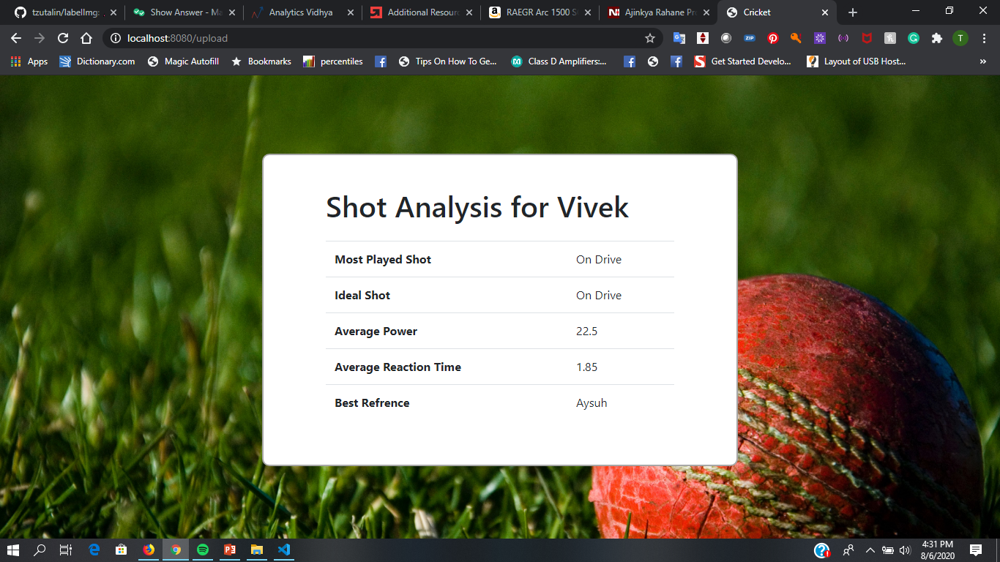 tzutalin/labelImg:
Show Answer - Ma
Analytics Vidhya
Additional Resourc
RAEGR Arc 1500 S
Ajinkya Rahane Pr
Cricket
localhost:8080/upload
ZIP
T
Apps
Dictionary.com
Magic Autofill
Bookmarks
percentiles
Tips On How To Ge...
Class D Amplifiers:...
Get Started Develo...
Layout of USB Host...
»
Shot Analysis for Vivek
Most Played Shot On Drive
Ideal Shot On Drive
Average Power 22.5
Average Reaction Time 1.85
Best Refrence Aysuh
4:31 PM
8/6/2020